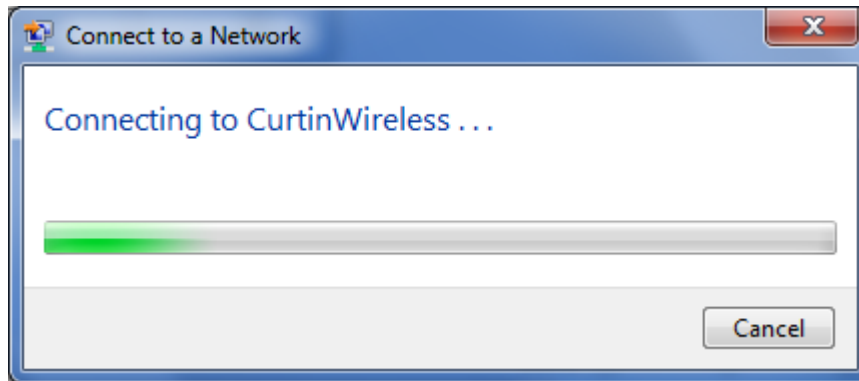 Connect to a Network
Connecting to CurtinWireless . . .
Cancel